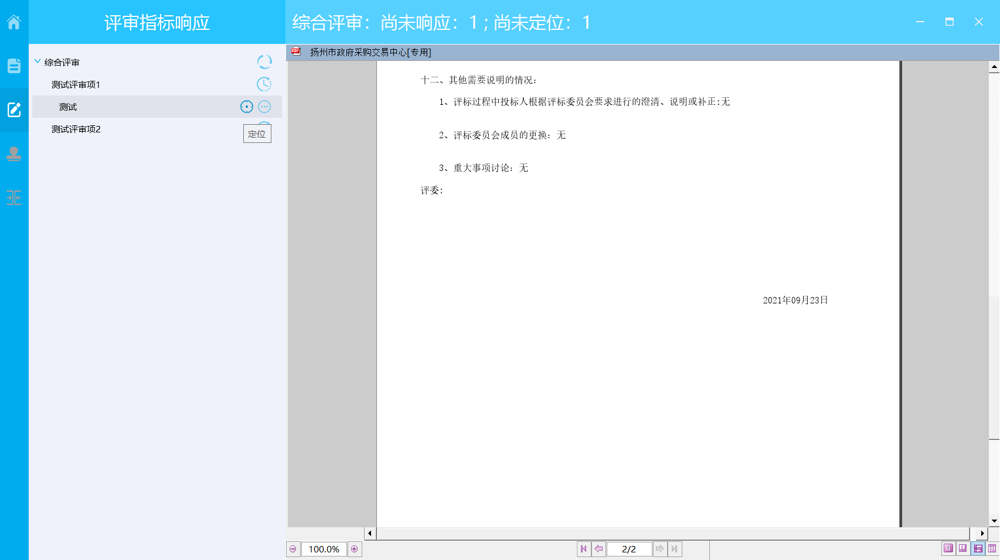 评审指标响应
综合评审：尚未响应：1；尚未定位：1
综合评审
测试评审项1
测试
测试评审项2
定位
扬州市政府采购交易中心[专用]
十二、其他需要说明的情况：
1、评标过程中投标人根据评标委员会要求进行的澄清、说明或补正:无
2、评标委员会成员的更换：无
3、重大事项讨论：无
评委:
2021年09月23日
100.0%
2/2